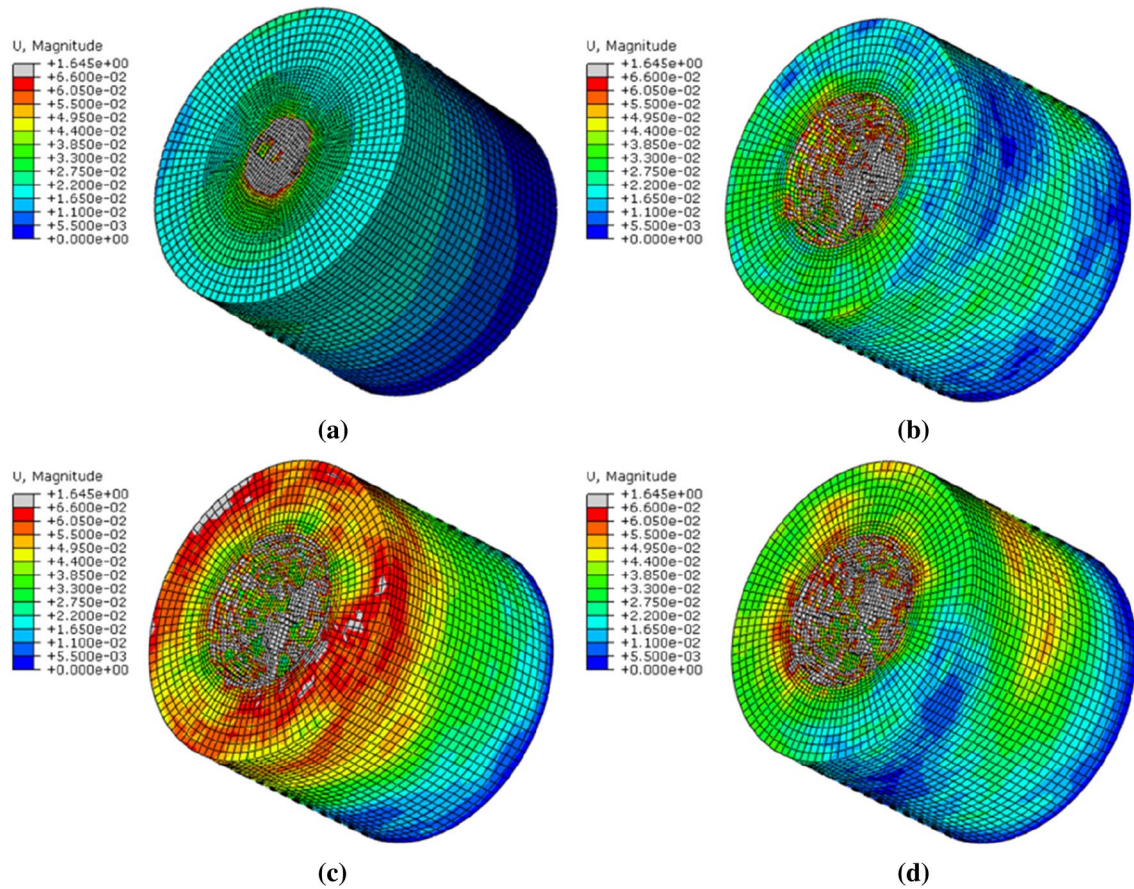 U, Magnitude
+1.645e+00
+6.600e-02
+6.050e-02
+5.500e-02
+4.950e-02
+4.400e-02
+3.850e-02
+3.300e-02
+2.750e-02
+2.200e-02
+1.650e-02
+1.100e-02
+5.500e-03
+0.000e+00
(a)
U, Magnitude
+1.645e+00
+6.600e-02
+6.050e-02
+5.500e-02
+4.950e-02
+4.400e-02
+3.850e-02
+3.300e-02
+2.750e-02
+2.200e-02
+1.650e-02
+1.100e-02
+5.500e-03
+0.000e+00
(b)
U, Magnitude
+1.645e+00
+6.600e-02
+6.050e-02
+5.500e-02
+4.950e-02
+4.400e-02
+3.850e-02
+3.300e-02
+2.750e-02
+2.200e-02
+1.650e-02
+1.100e-02
+5.500e-03
+0.000e+00
(c)
U, Magnitude
+1.645e+00
+6.600e-02
+6.050e-02
+5.500e-02
+4.950e-02
+4.400e-02
+3.850e-02
+3.300e-02
+2.750e-02
+2.200e-02
+1.650e-02
+1.100e-02
+5.500e-03
+0.000e+00
(d)